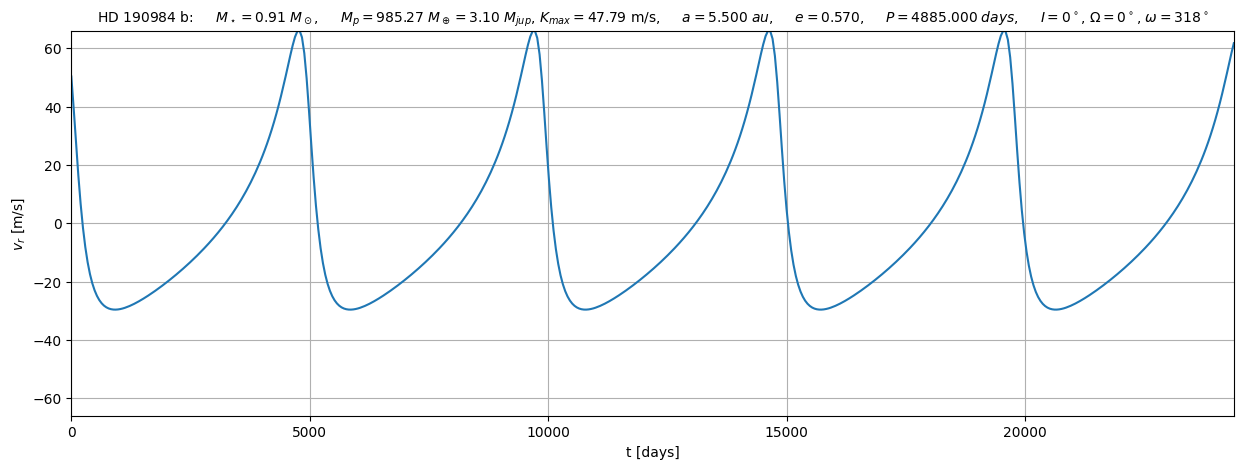 HD 190984 b: M⋆ = 0.91 M⊙, Mp = 985.27 M⊕ = 3.10 Mjup, Kmax = 47.79 m/s, a = 5.500 au, e = 0.570, P = 4885.000 days, I = 0°, Ω = 0°, ω = 318°
60
40
20
0
−20
−40
−60
vr [m/s]
0 5000 10000 15000 20000
t [days]